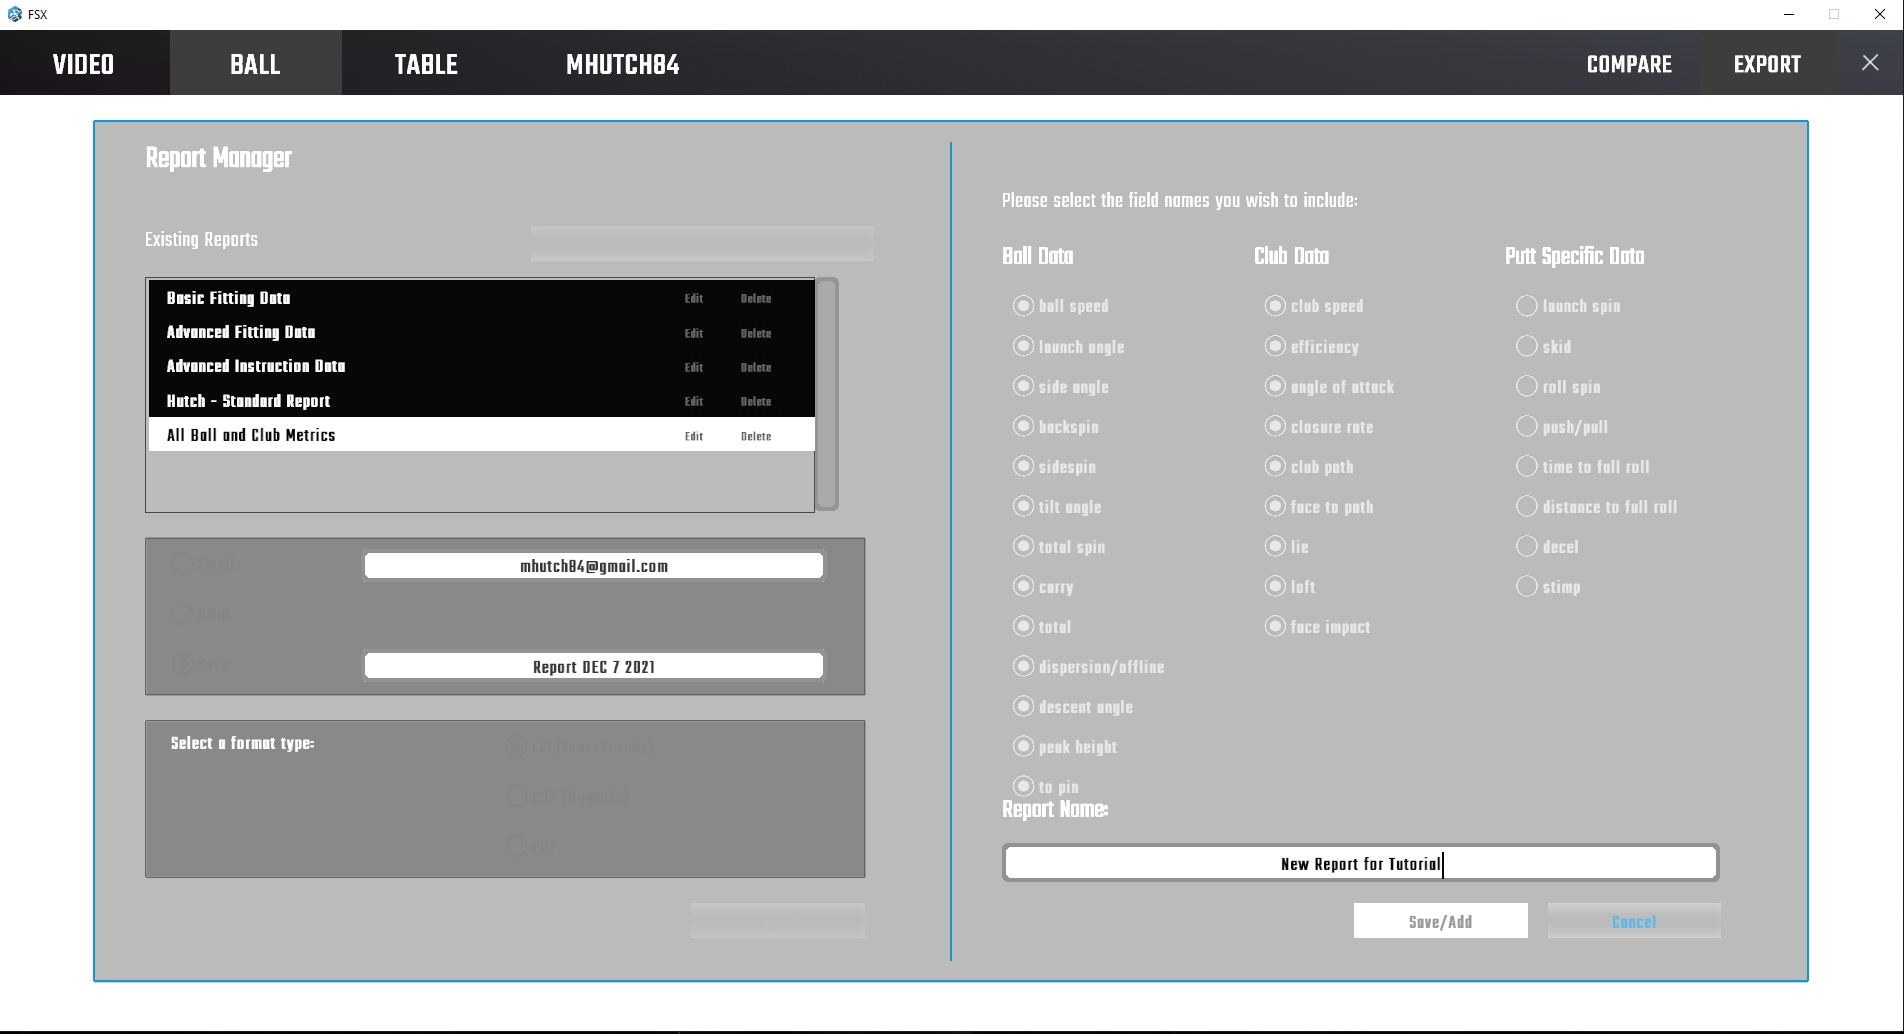 FSX
VIDEO
BALL
TABLE
MHUTCH84
COMPARE
EXPORT
Report Manager
Existing Reports
Basic Fitting Data Edit Delete
Advanced Fitting Data Edit Delete
Advanced Instruction Data Edit Delete
Hutch - Standard Report Edit Delete
All Ball and Club Metrics Edit Delete
Email
mhutch84@gmail.com
Print
Save
Report DEC 7 2021
Select a format type:
CSV (Numeric)
PDF
Please select the field names you wish to include:
Ball Data
ball speed
launch angle
side angle
backspin
sidespin
tilt angle
total spin
carry
total
dispersion/offline
descent angle
peak height
to pin
Club Data
club speed
efficiency
angle of attack
closure rate
club path
face to path
lie
loft
face impact
Putt Specific Data
launch spin
skid
roll spin
push/pull
time to full roll
distance to full roll
decel
stimp
Report Name:
New Report for Tutorial
Save/Add
Cancel